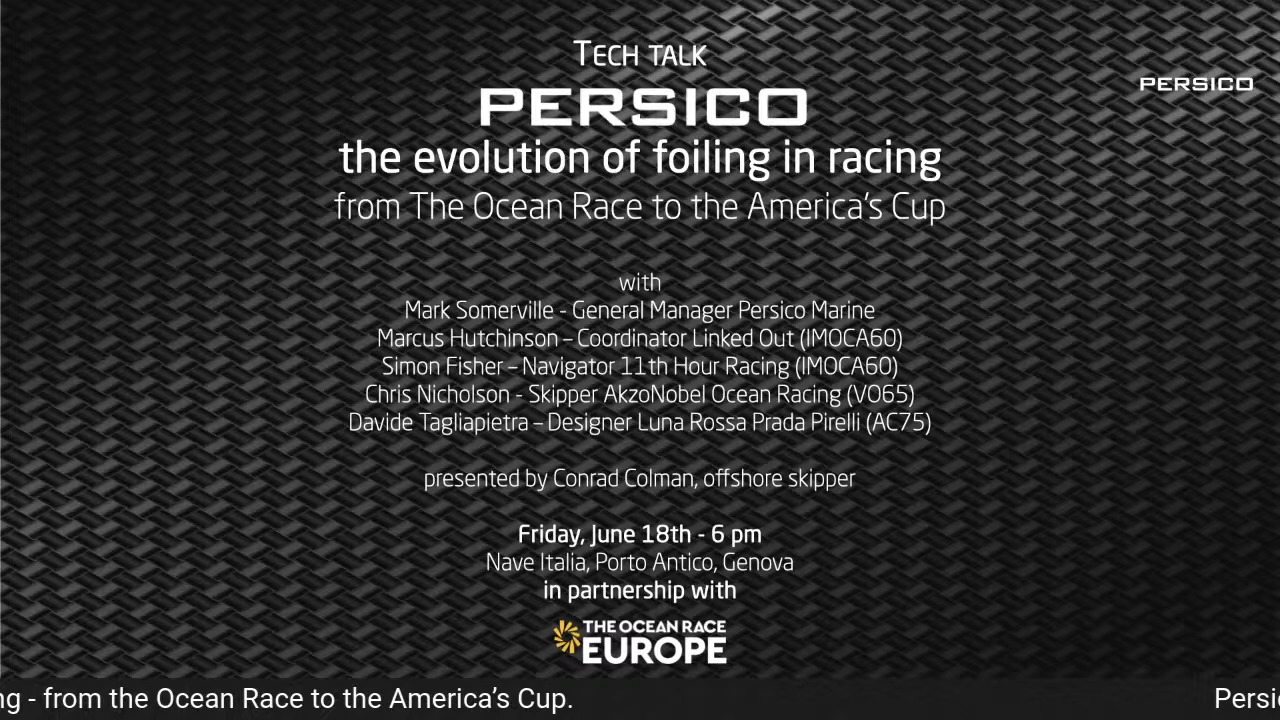 TECH TALK
PERSICO
PERSICO
the evolution of foiling in racing
from The Ocean Race to the America's Cup
with
Mark Somerville - General Manager Persico Marine
Marcus Hutchinson – Coordinator Linked Out (IMOCA60)
Simon Fisher – Navigator 11th Hour Racing (IMOCA60)
Chris Nicholson - Skipper AkzoNobel Ocean Racing (VO65)
Davide Tagliapietra – Designer Luna Rossa Prada Pirelli (AC75)
presented by Conrad Colman, offshore skipper
Friday, June 18th - 6 pm
Nave Italia, Porto Antico, Genova
in partnership with
THE OCEAN RACE
EUROPE
ng - from the Ocean Race to the America's Cup. Persic